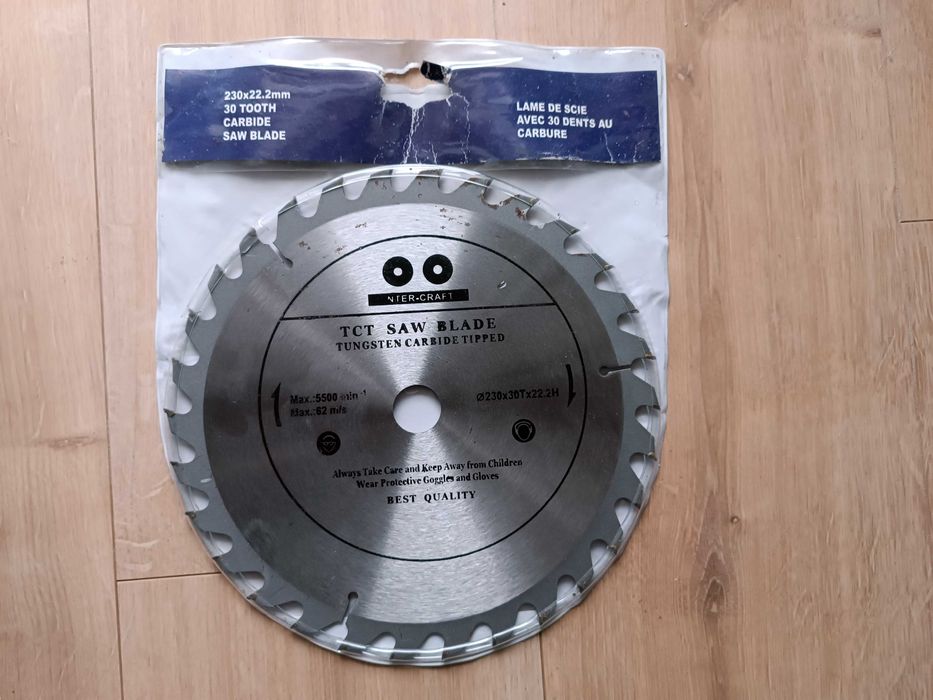 230x22.2mm
30 TOOTH
CARBIDE
SAW BLADE
LAME DE SCIE
AVEC 30 DENTS AU
CARBURE
NTER-CRAFT
TCT SAW BLADE
TUNGSTEN CARBIDE TIPPED
Max.:5500 min⁻¹
Max.:62 m/s
Ø230x30Tx22.2H
Always Take Care and Keep Away from Children
Wear Protective Goggles and Gloves
BEST QUALITY